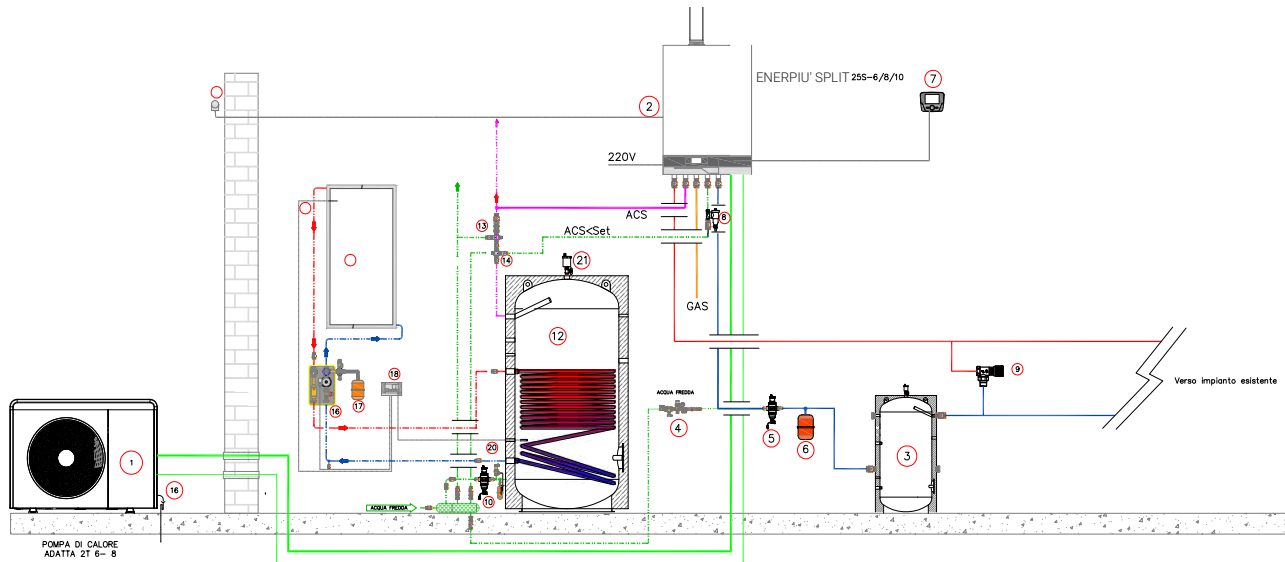 ENERPIU' SPLIT 25S-6/8/10
7
2
220V
ACS
8
13
ACS<Set
14
21
GAS
12
18
9
16
17
Verso impianto esistente
ACQUA FREDDA
4
5
6
3
20
1
16
10
ACQUA FREDDA
POMPA DI CALORE
ADATTA 2T 6- 8